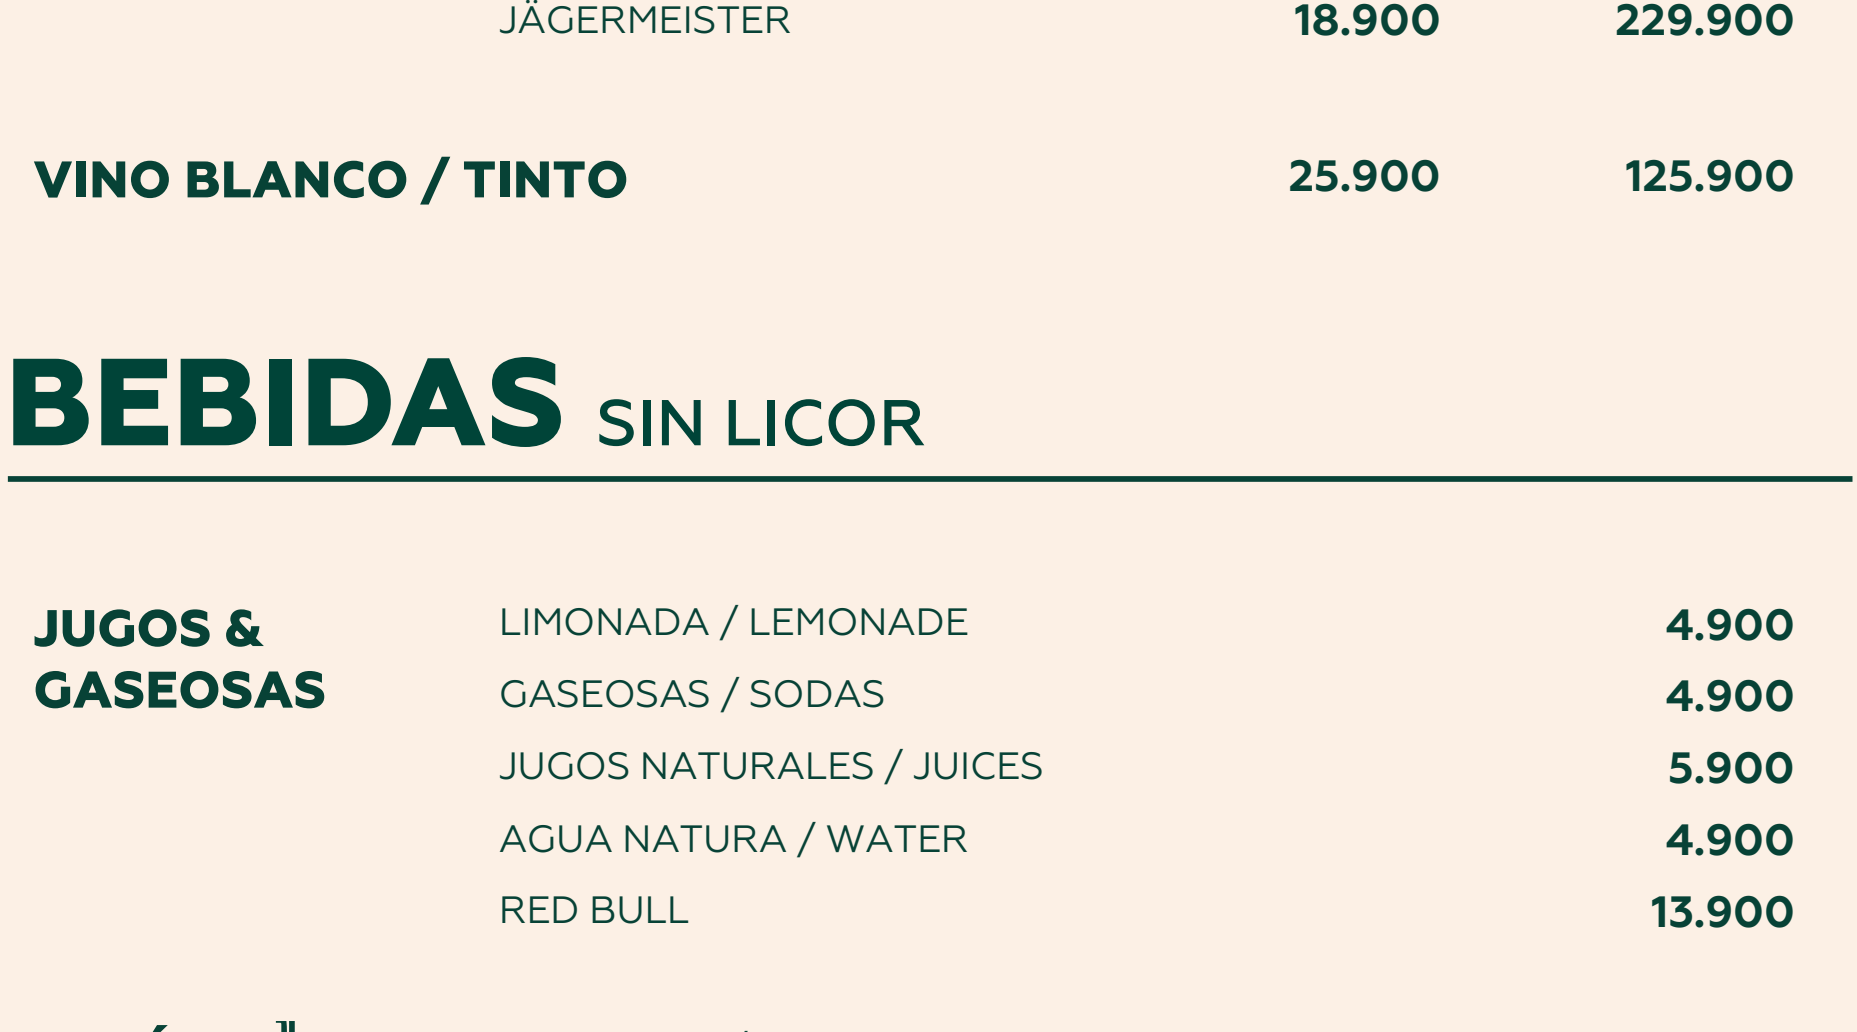 JÄGERMEISTER 18.900 229.900
VINO BLANCO / TINTO 25.900 125.900
BEBIDAS SIN LICOR
JUGOS & GASEOSAS
LIMONADA / LEMONADE 4.900
GASEOSAS / SODAS 4.900
JUGOS NATURALES / JUICES 5.900
AGUA NATURA / WATER 4.900
RED BULL 13.900